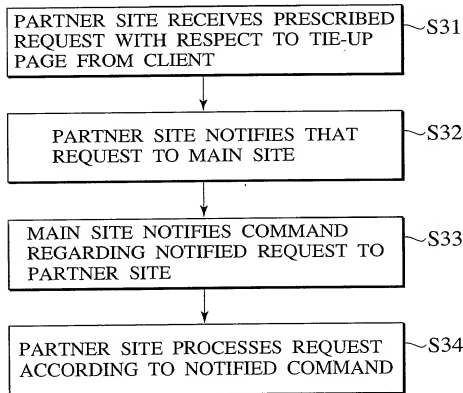 PARTNER SITE RECEIVES PRESCRIBED
REQUEST WITH RESPECT TO TIE-UP
PAGE FROM CLIENT
S31
PARTNER SITE NOTIFIES THAT
REQUEST TO MAIN SITE
S32
MAIN SITE NOTIFIES COMMAND
REGARDING NOTIFIED REQUEST TO
PARTNER SITE
S33
PARTNER SITE PROCESSES REQUEST
ACCORDING TO NOTIFIED COMMAND
S34